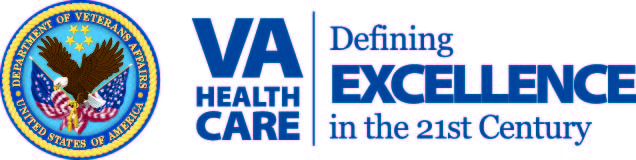 DEPARTMENT OF VETERANS AFFAIRS
UNITED STATES OF AMERICA
VA
HEALTH
CARE
Defining
EXCELLENCE
in the 21st Century